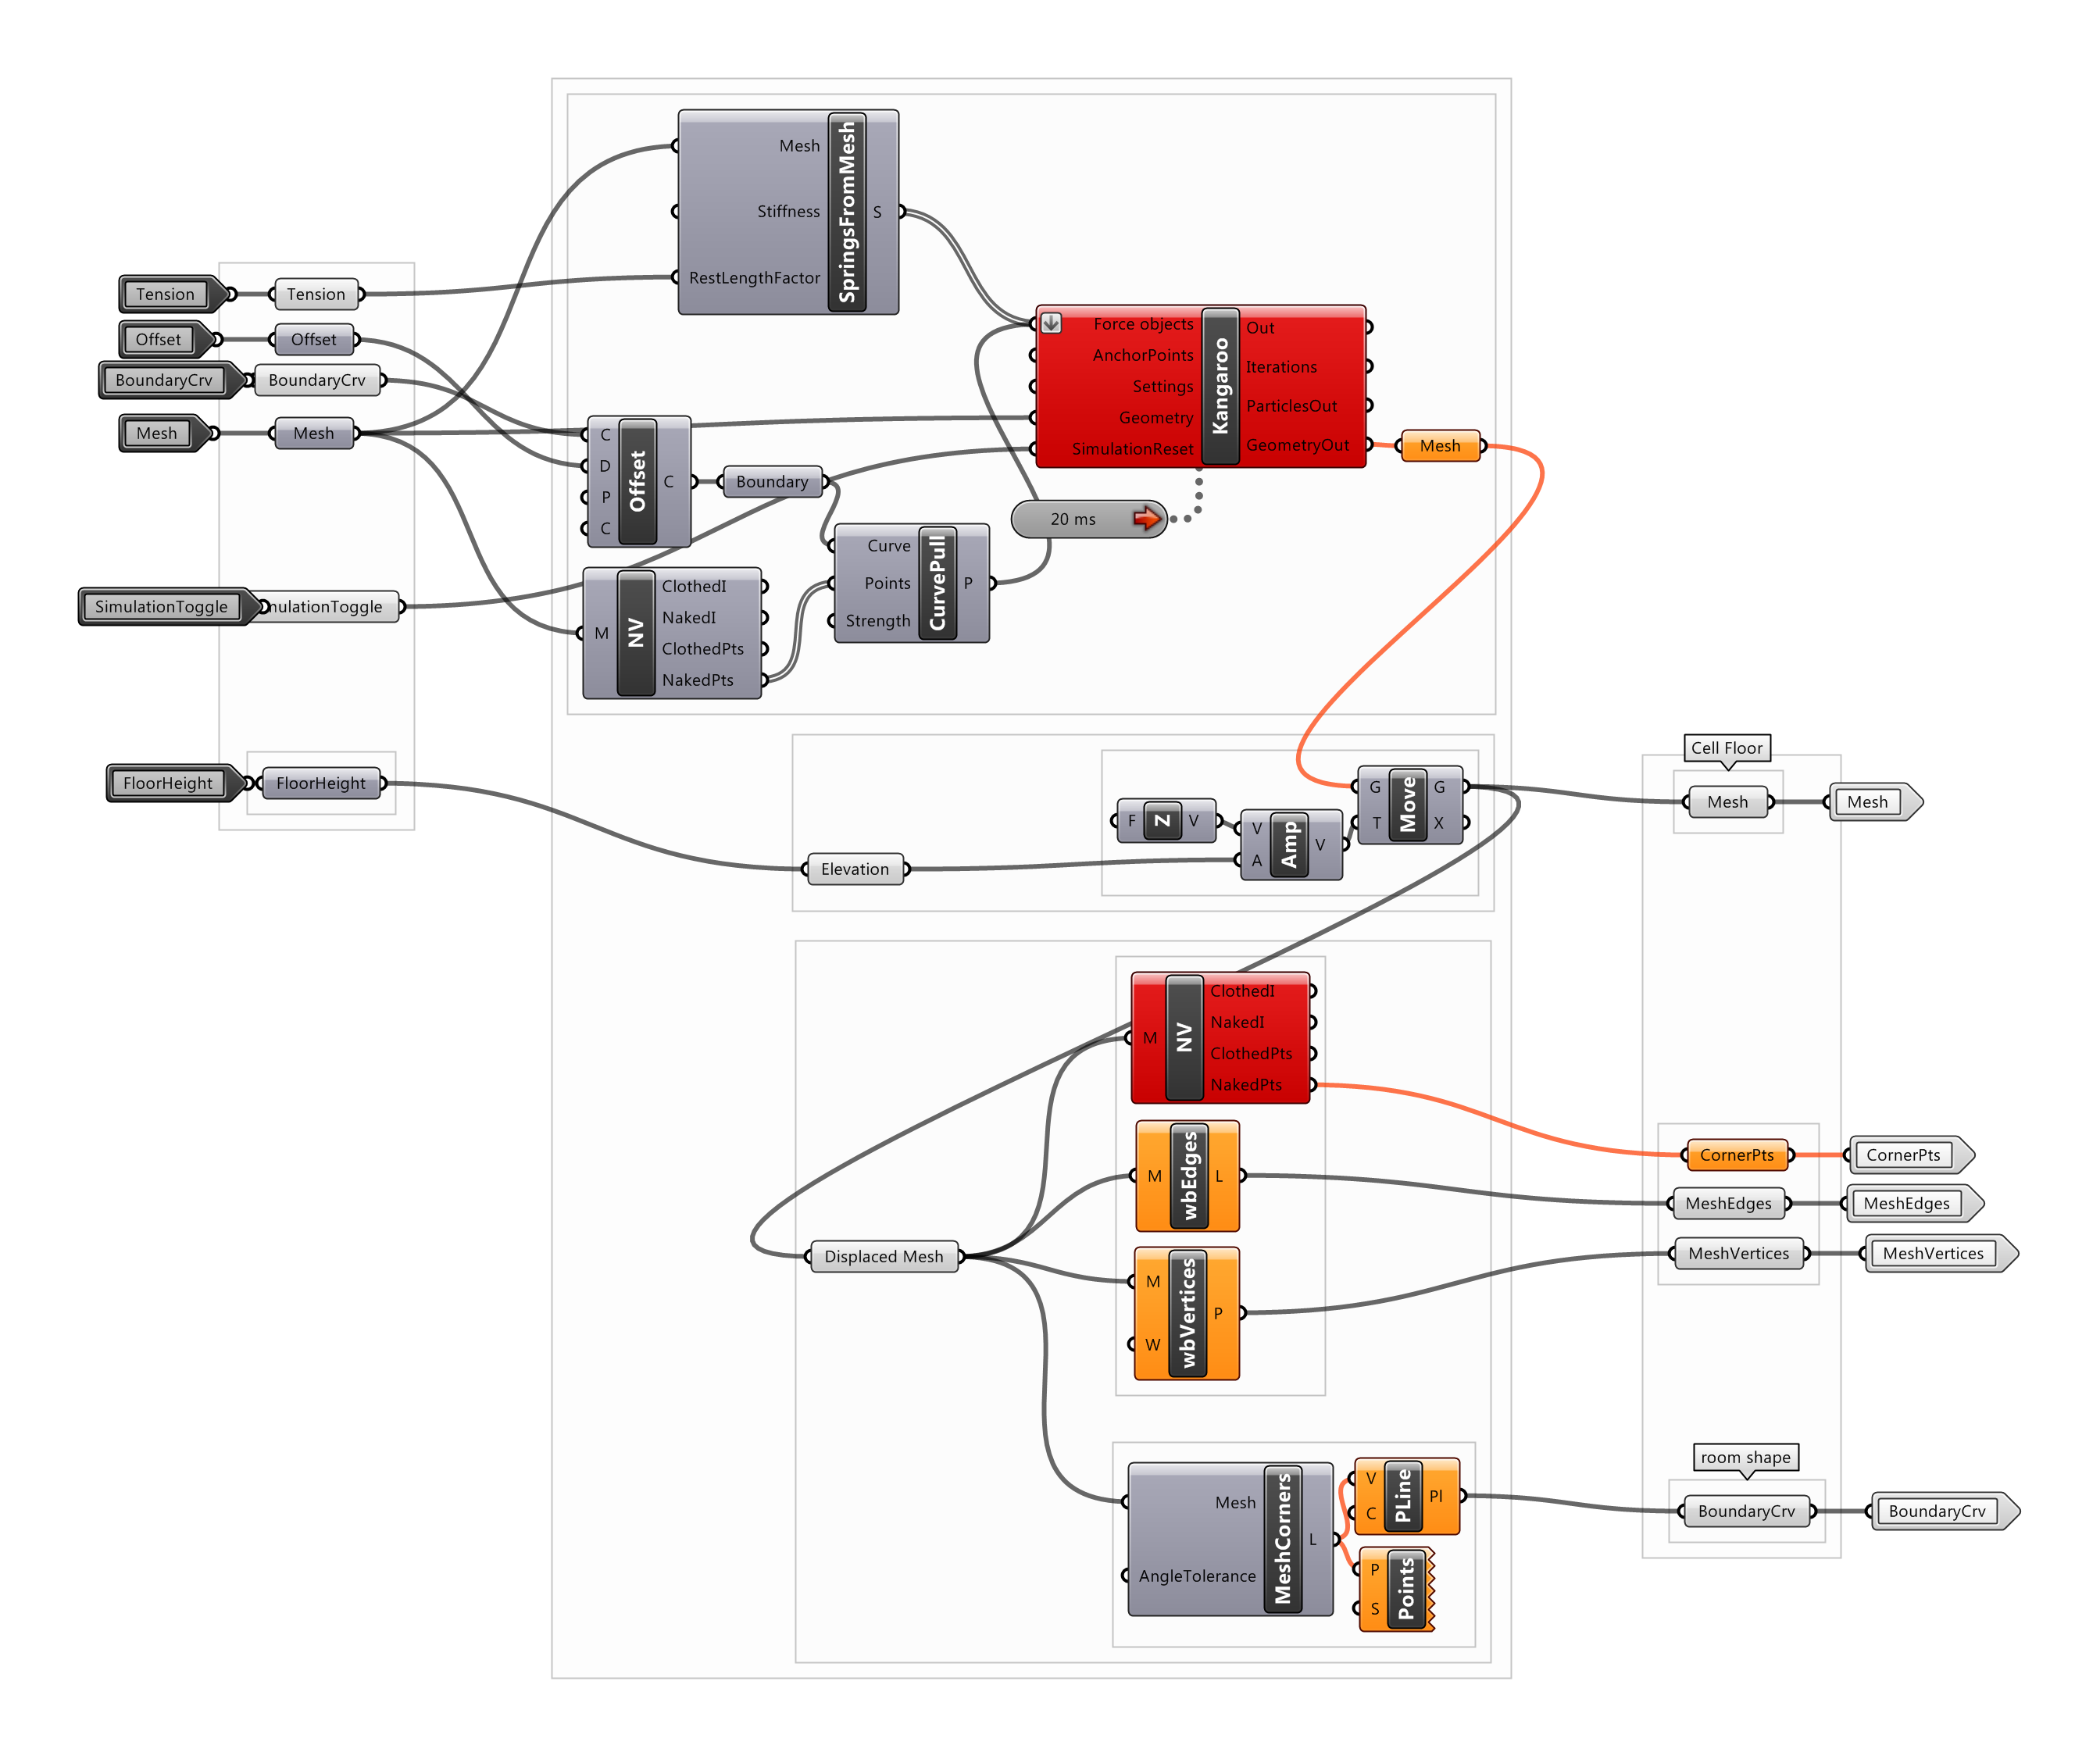 Tension
Tension
Offset
Offset
BoundaryCrv
BoundaryCrv
Mesh
Mesh
SimulationToggle
nulationToggle
FloorHeight
FloorHeight
Mesh
Stiffness
RestLengthFactor
SpringsFromMesh
S
C
D
P
C
Offset
C
Boundary
M
NV
ClothedI
NakedI
ClothedPts
NakedPts
Curve
Points
Strength
CurvePull
P
Force objects
AnchorPoints
Settings
Geometry
SimulationReset
Kangaroo
Out
Iterations
ParticlesOut
GeometryOut
20 ms
Mesh
Elevation
F
Z
V
V
A
Amp
V
G
T
Move
G
X
Cell Floor
Mesh
Mesh
Displaced Mesh
M
NV
ClothedI
NakedI
ClothedPts
NakedPts
M
wbEdges
L
M
W
wbVertices
P
Mesh
AngleTolerance
MeshCorners
L
V
C
PLine
Pl
P
S
Points
CornerPts
CornerPts
MeshEdges
MeshEdges
MeshVertices
MeshVertices
room shape
BoundaryCrv
BoundaryCrv